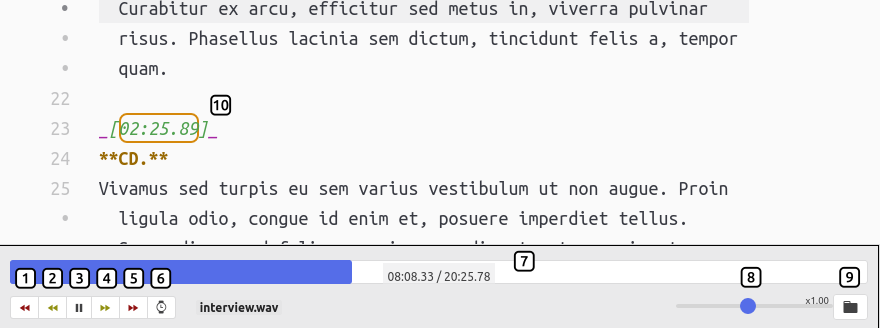 Curabitur ex arcu, efficitur sed metus in, viverra pulvinar
risus. Phasellus lacinia sem dictum, tincidunt felis a, tempor
quam.
22
10
23 _[02:25.89]_
24 **CD.**
25 Vivamus sed turpis eu sem varius vestibulum ut non augue. Proin
ligula odio, congue id enim et, posuere imperdiet tellus.
7
08:08.33 / 20:25.78
1 2 3 4 5 6 8 9
interview.wav x1.00